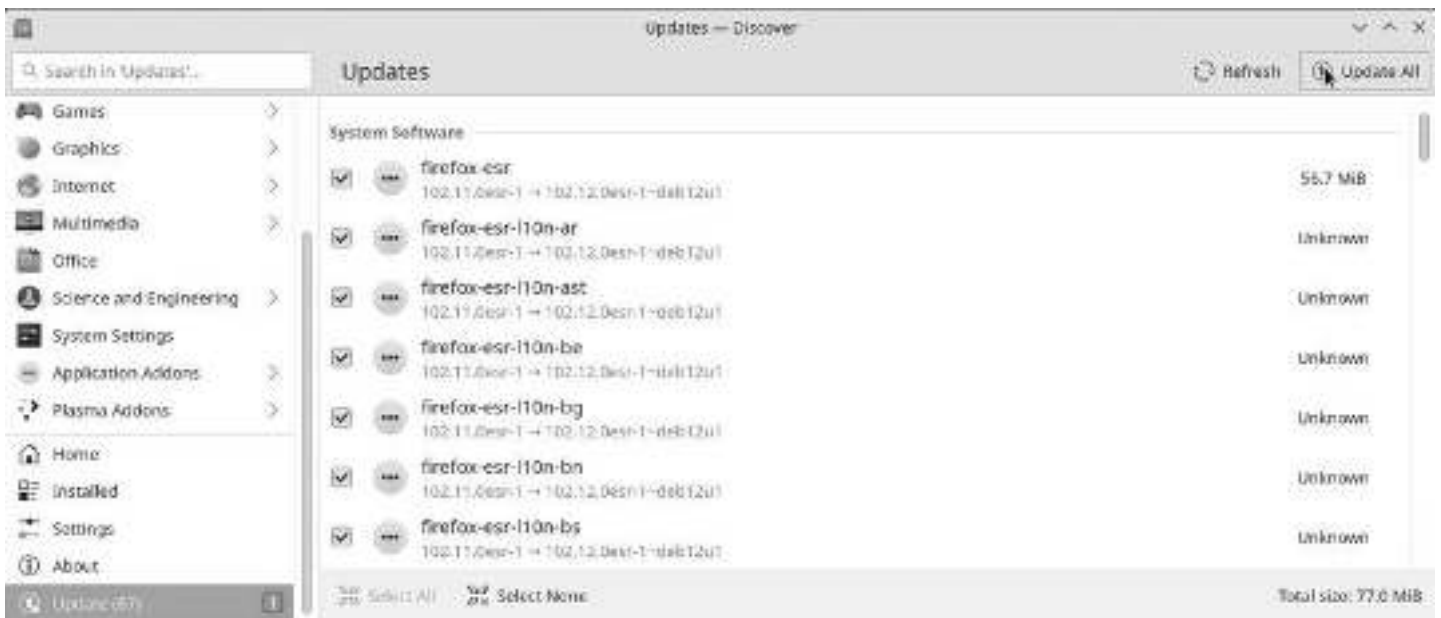 Updates — Discover
Search in 'Updates'...
Updates
Refresh
Update All
Games
Graphics
Internet
Multimedia
Office
Science and Engineering
System Settings
Application Addons
Plasma Addons
Home
Installed
Settings
About
Update (67)
System Software
firefox-esr
56.7 MiB
102.11.0esr-1 → 102.12.0esr-1~deb12u1
firefox-esr-l10n-ar
Unknown
102.11.0esr-1 → 102.12.0esr-1~deb12u1
firefox-esr-l10n-ast
Unknown
102.11.0esr-1 → 102.12.0esr-1~deb12u1
firefox-esr-l10n-be
Unknown
102.11.0esr-1 → 102.12.0esr-1~deb12u1
firefox-esr-l10n-bg
Unknown
102.11.0esr-1 → 102.12.0esr-1~deb12u1
firefox-esr-l10n-bn
Unknown
102.11.0esr-1 → 102.12.0esr-1~deb12u1
firefox-esr-l10n-bs
Unknown
102.11.0esr-1 → 102.12.0esr-1~deb12u1
Select All
Select None
Total size: 77.0 MiB